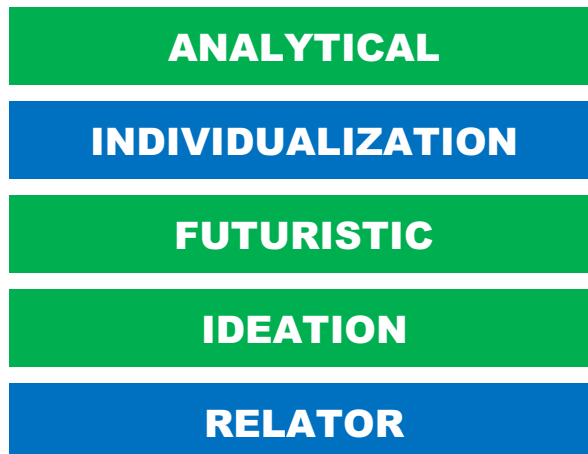 ANALYTICAL
INDIVIDUALIZATION
FUTURISTIC
IDEATION
RELATOR